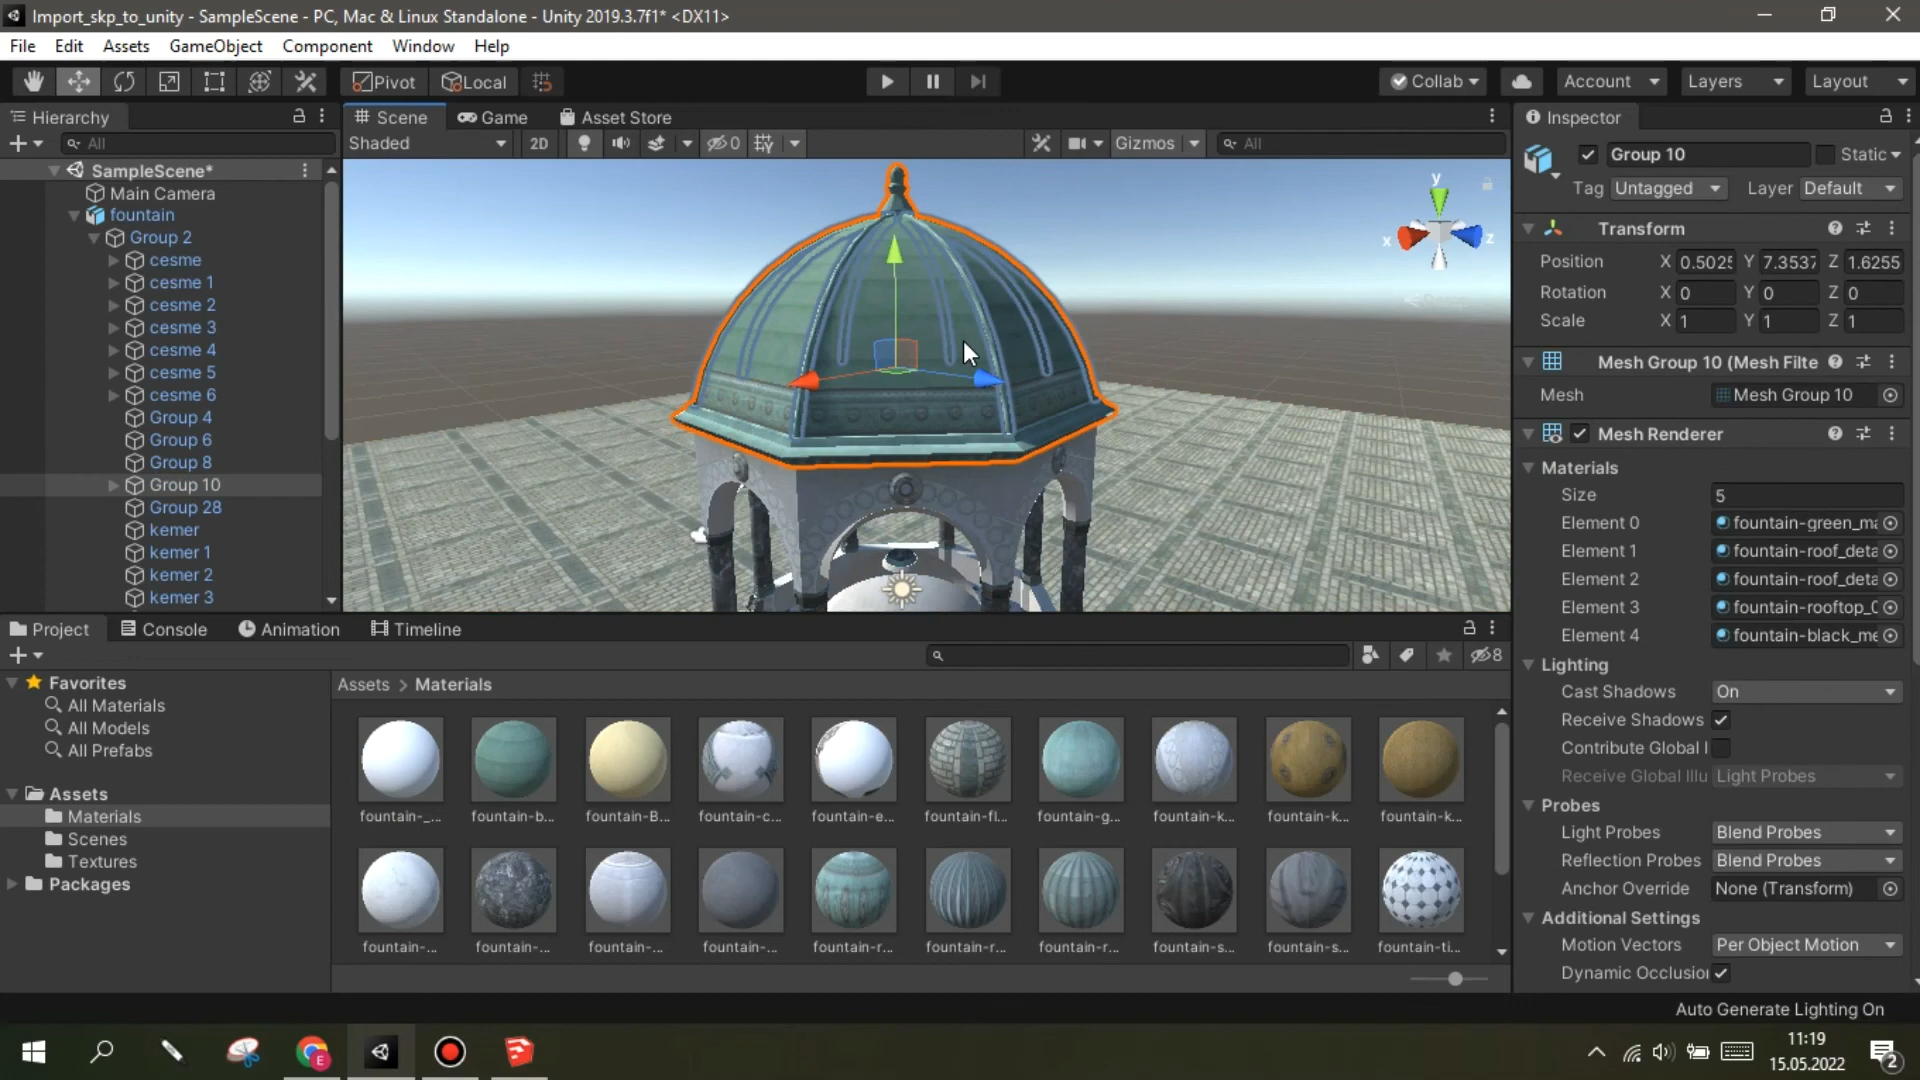 Import_skp_to_unity - SampleScene - PC, Mac & Linux Standalone - Unity 2019.3.7f1* <DX11>
File Edit Assets GameObject Component Window Help
Pivot Local Collab Account Layers Layout
Hierarchy
All
SampleScene*
Main Camera
fountain
Group 2
cesme
cesme 1
cesme 2
cesme 3
cesme 4
cesme 5
cesme 6
Group 4
Group 6
Group 8
Group 10
Group 28
kemer
kemer 1
kemer 2
kemer 3
Scene Game Asset Store
Shaded 2D 0 Gizmos All
y
x z
Persp
Inspector
Group 10 Static
Tag Untagged Layer Default
Transform
Position X 0.5025 Y 7.3537 Z 1.6255
Rotation X 0 Y 0 Z 0
Scale X 1 Y 1 Z 1
Mesh Group 10 (Mesh Filte
Mesh Mesh Group 10
Mesh Renderer
Materials
Size 5
Element 0 fountain-green_ma
Element 1 fountain-roof_deta
Element 2 fountain-roof_deta
Element 3 fountain-rooftop_0
Element 4 fountain-black_me
Lighting
Cast Shadows On
Receive Shadows
Contribute Global I
Receive Global Illu Light Probes
Probes
Light Probes Blend Probes
Reflection Probes Blend Probes
Anchor Override None (Transform)
Additional Settings
Motion Vectors Per Object Motion
Dynamic Occlusion
Project Console Animation Timeline
8
Favorites
All Materials
All Models
All Prefabs
Assets
Materials
Scenes
Textures
Packages
Assets > Materials
fountain-_... fountain-b... fountain-B... fountain-c... fountain-e... fountain-fl... fountain-g... fountain-k... fountain-k... fountain-k...
fountain-... fountain-... fountain-... fountain-... fountain-r... fountain-r... fountain-r... fountain-s... fountain-s... fountain-ti...
Auto Generate Lighting On
E
11:19
15.05.2022
2